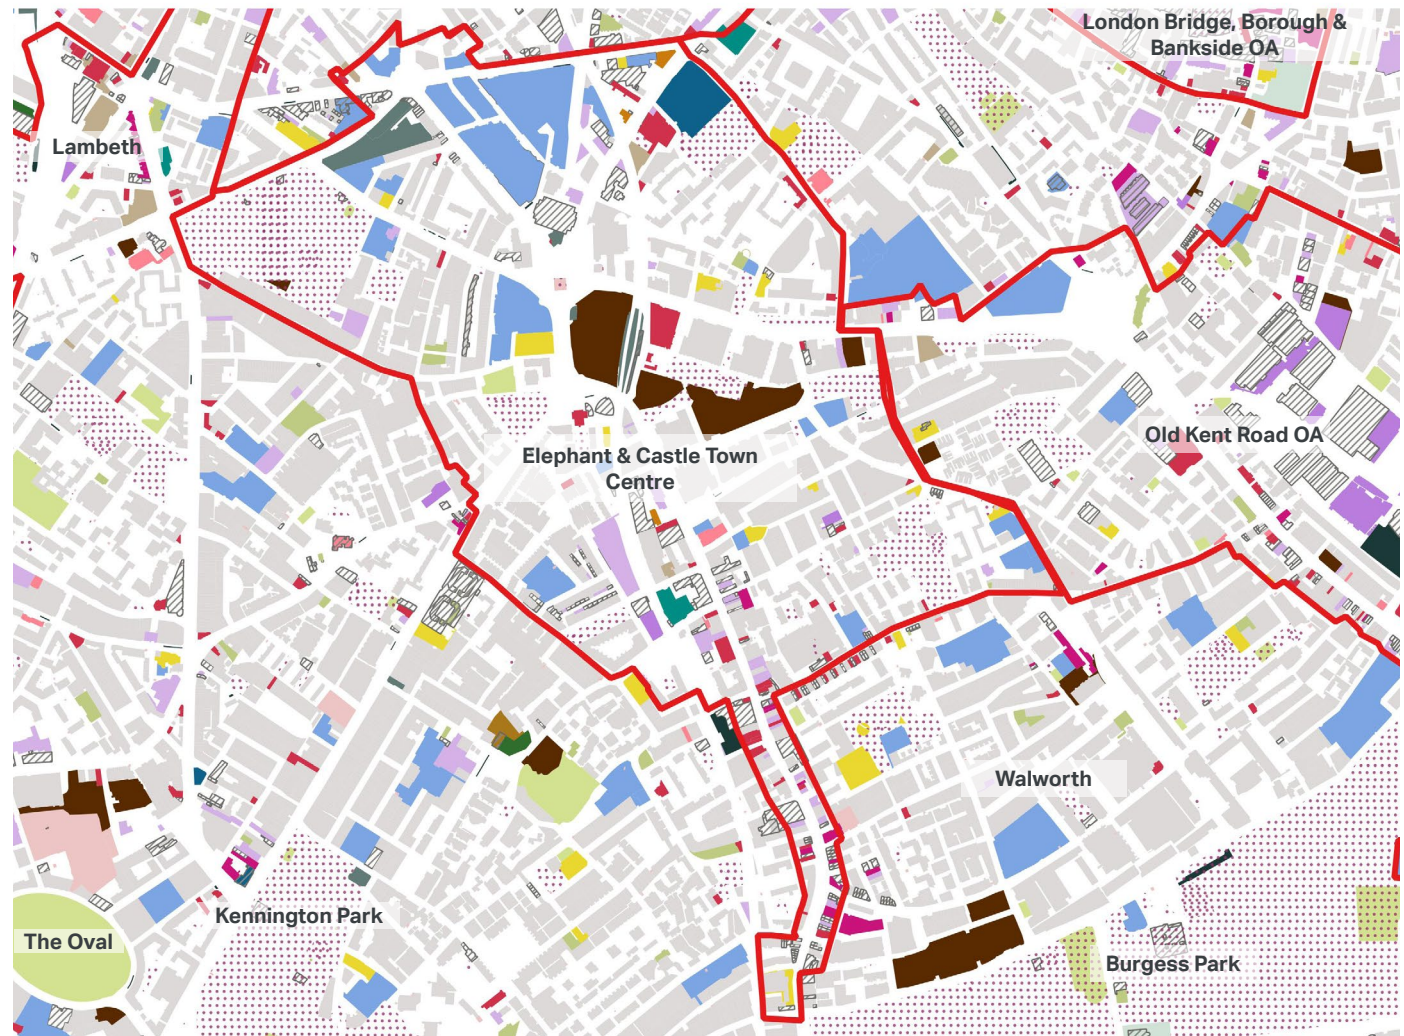 London Bridge, Borough &
Bankside OA
Lambeth
Old Kent Road OA
Elephant & Castle Town
Centre
Walworth
Kennington Park
The Oval
Burgess Park